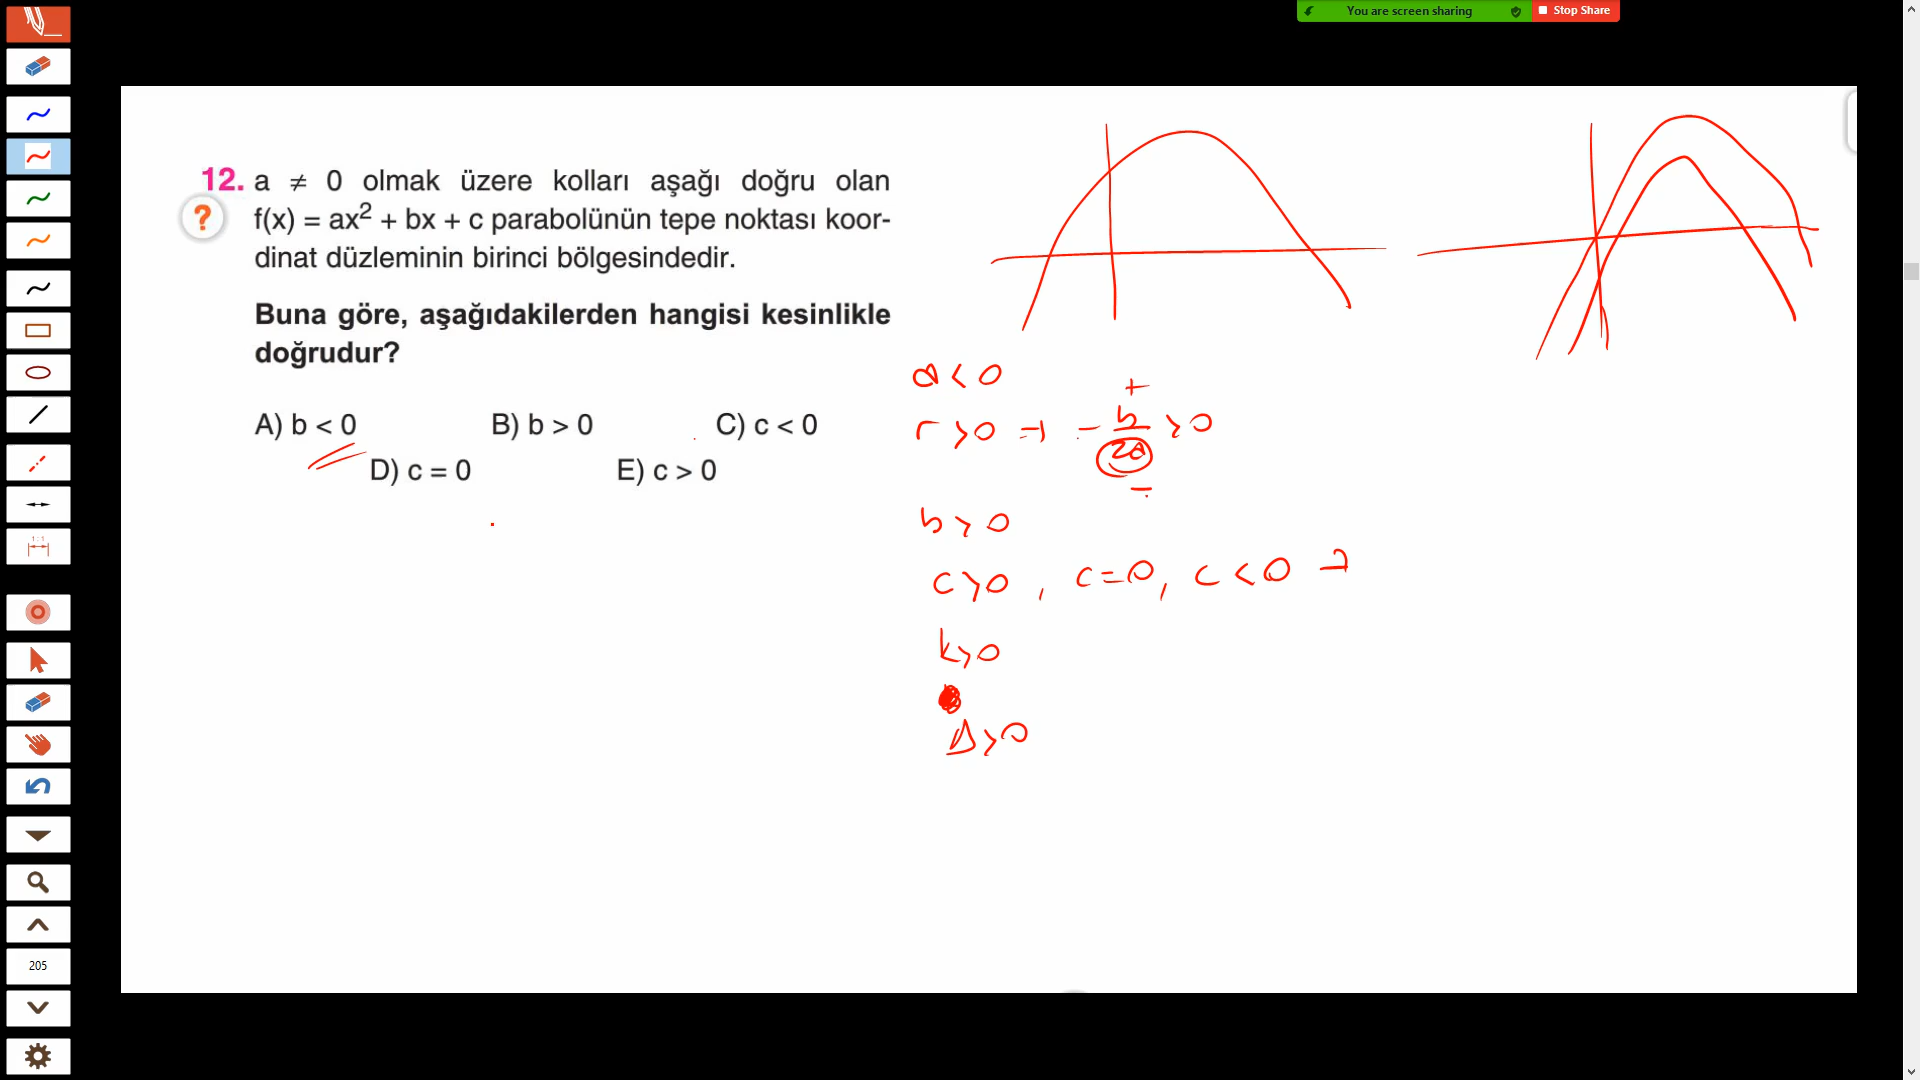 You are screen sharing
Stop Share
12. a ≠ 0 olmak üzere kolları aşağı doğru olan
? f(x) = ax² + bx + c parabolünün tepe noktası koor-
dinat düzleminin birinci bölgesindedir.
Buna göre, aşağıdakilerden hangisi kesinlikle
doğrudur?
A) b < 0 B) b > 0 C) c < 0
D) c = 0 E) c > 0
a < 0
+
r > 0 ⇒ - b/2a > 0
-
b > 0
c > 0 , c = 0 , c < 0
k > 0
Δ > 0
1:1
205